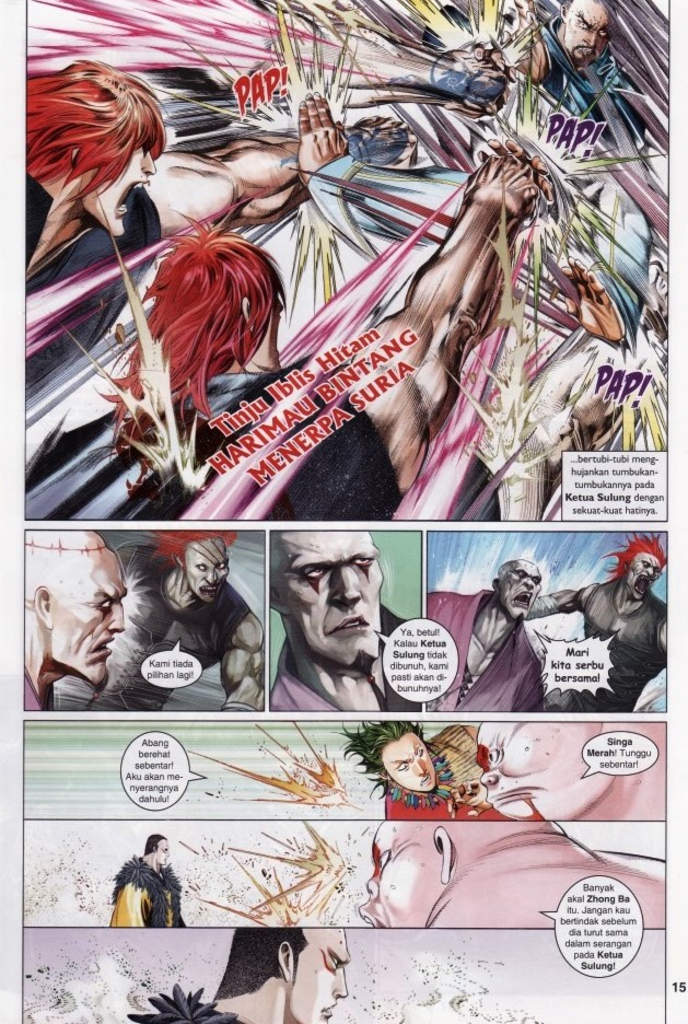 PAP!
PAP!
Tinju Iblis Hitam
HARIMAU BINTANG
MENERPA SURIA
PAP!
...bertubi-tubi meng-
hujankan tumbukan-
tumbukannya pada
Ketua Sulung dengan
sekuat-kuat hatinya.
Kami tiada
pilihan lagi!
Ya, betul!
Kalau Ketua
Sulung tidak
dibunuh, kami
pasti akan di-
bunuhnya!
Mari
kita serbu
bersama!
Abang
berehat
sebentar!
Aku akan me-
nyerangnya
dahulu!
Singa
Merah! Tunggu
sebentar!
Banyak
akal Zhong Ba
itu. Jangan kau
bertindak sebelum
dia turut sama
dalam serangan
pada Ketua
Sulung!
15